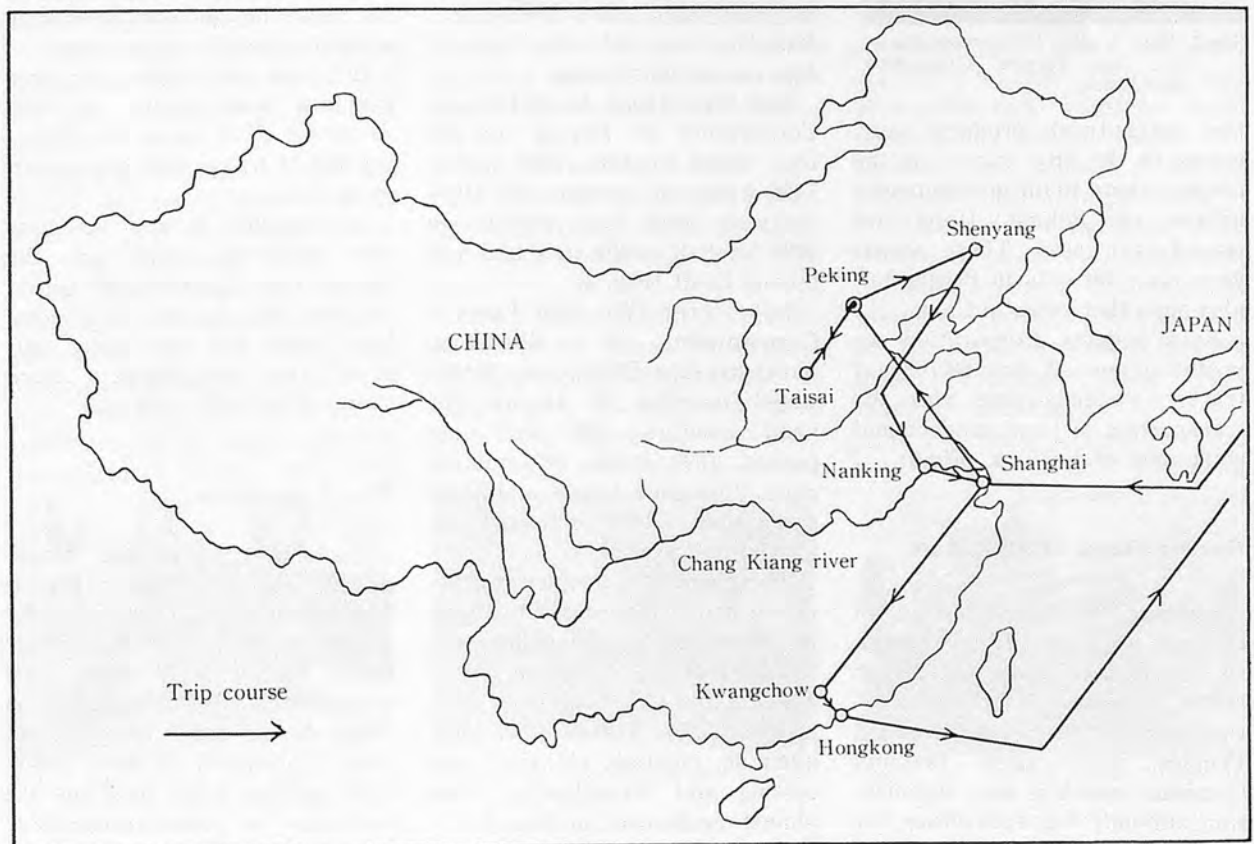 Shenyang
Peking
JAPAN
CHINA
Taisai
Nanking
Shanghai
Chang Kiang river
Trip course
Kwangchow
Hongkong